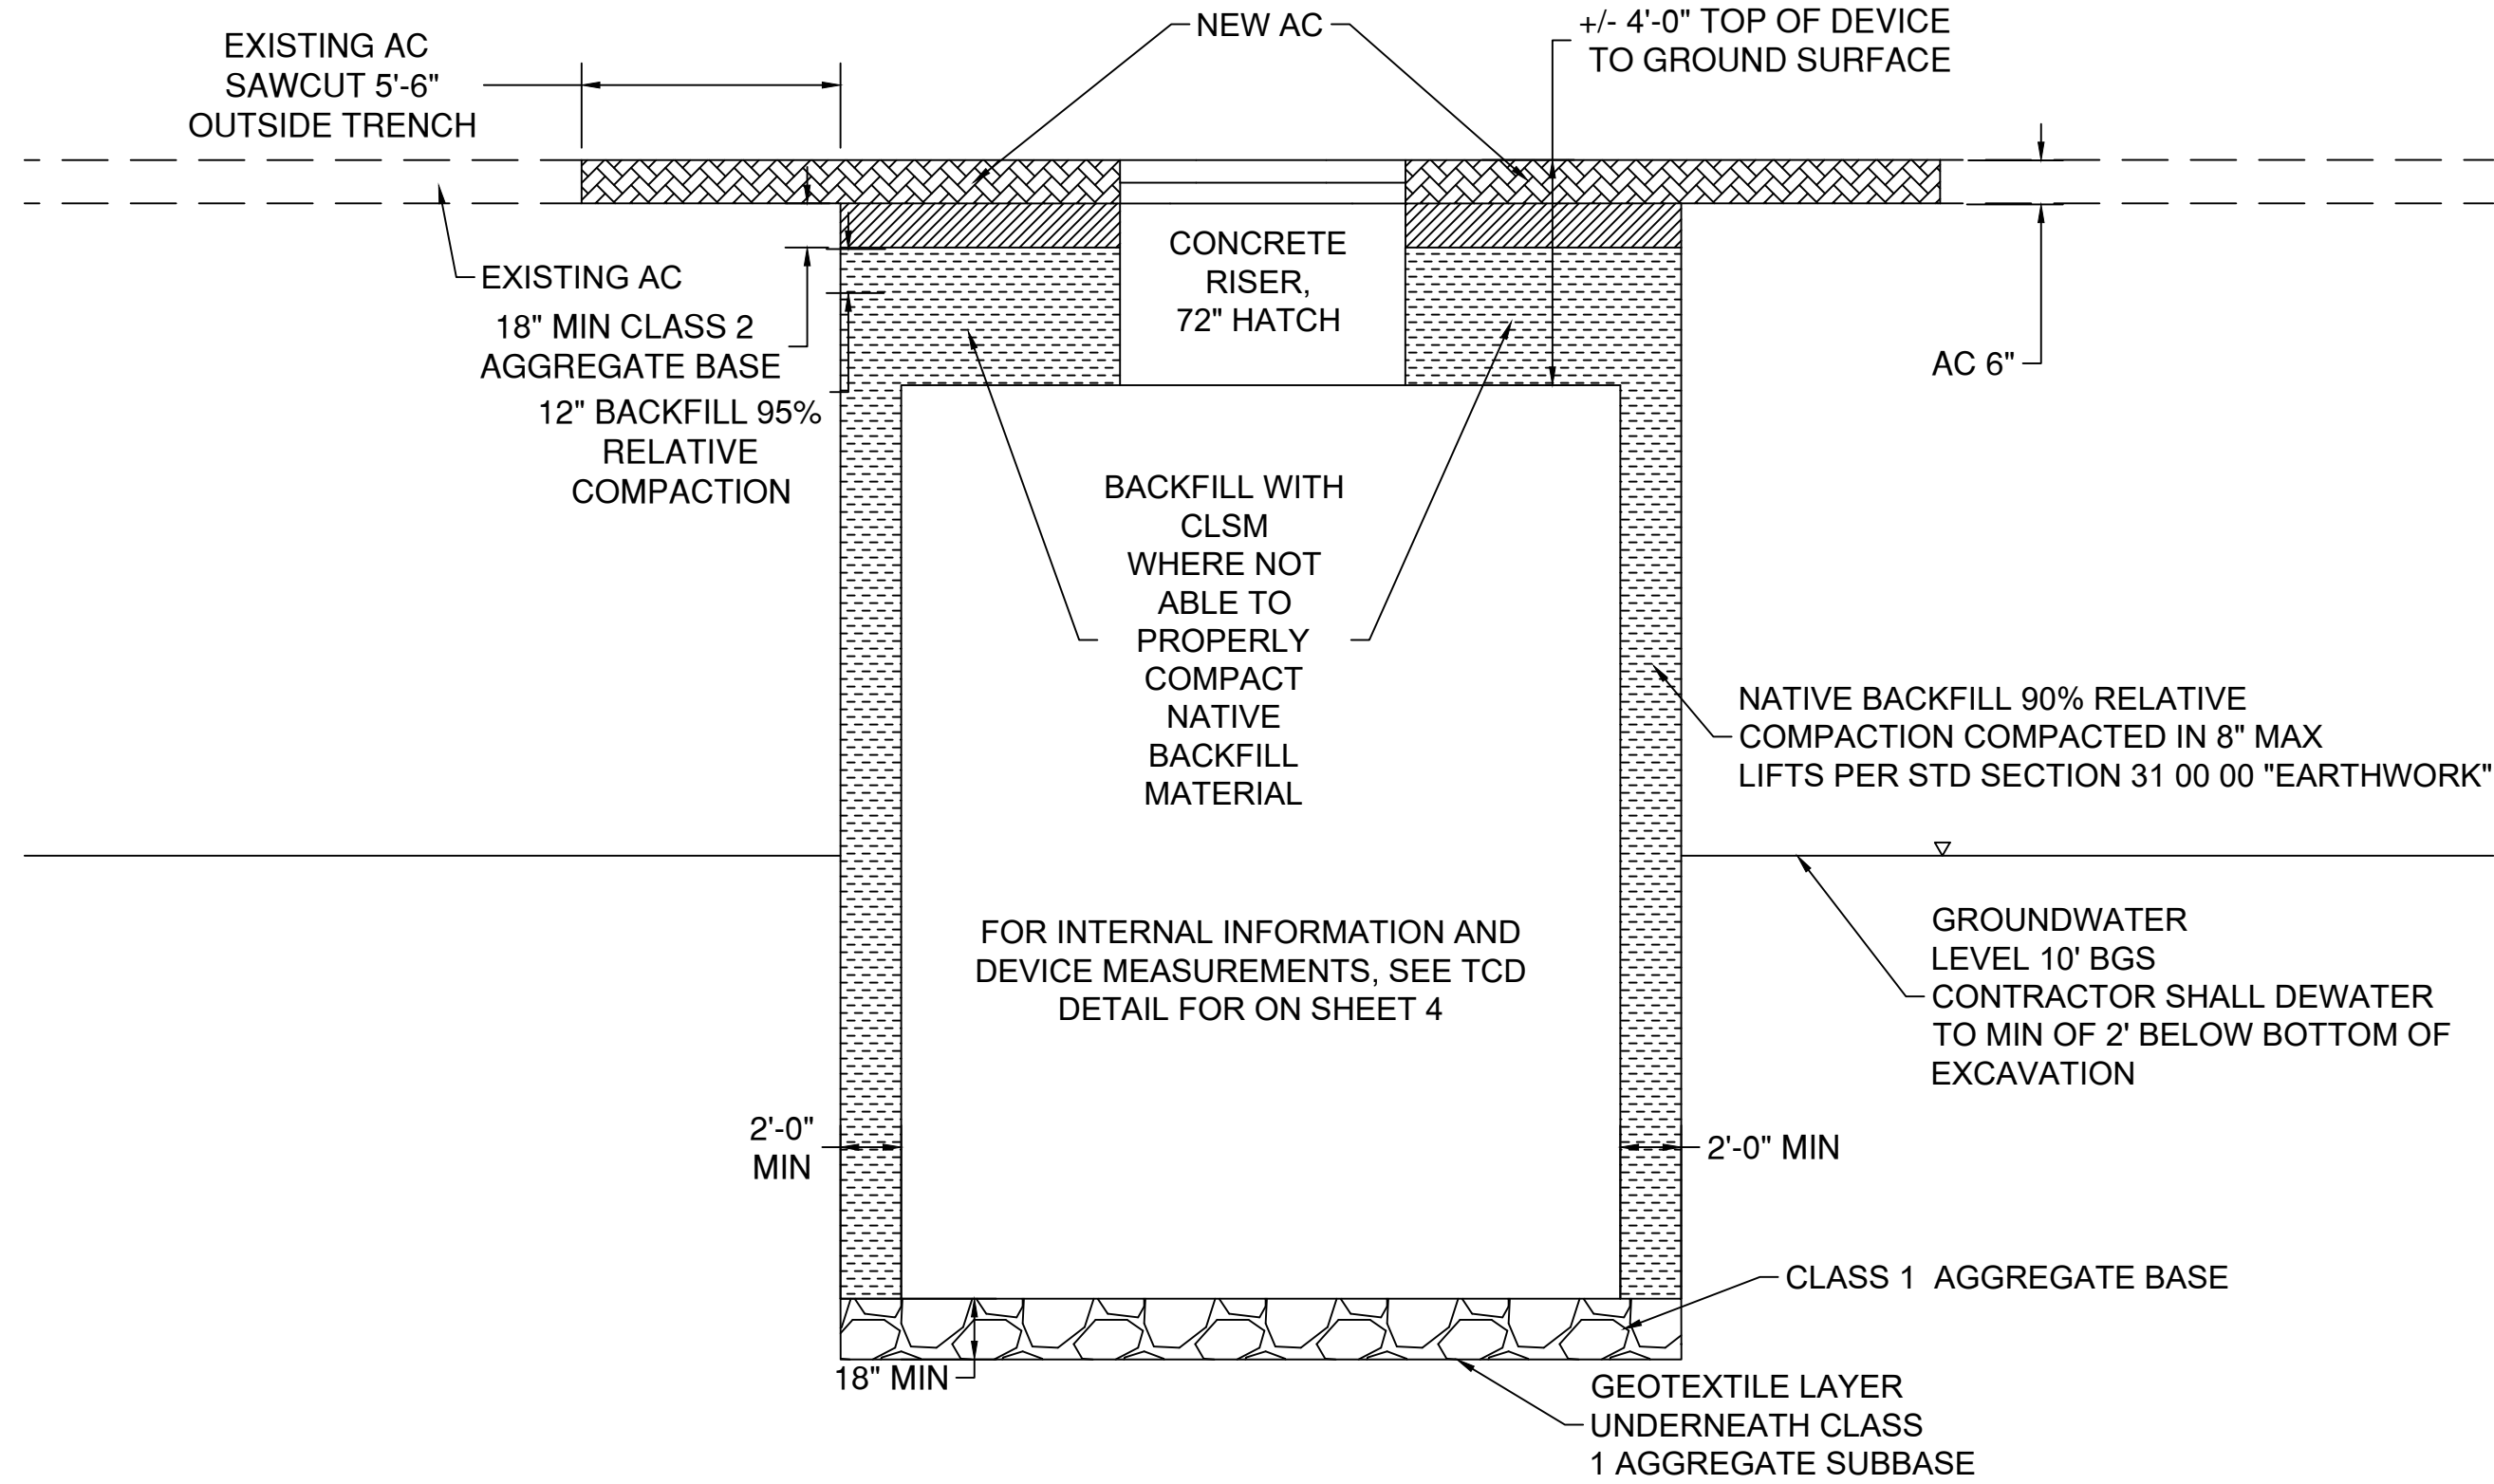 NEW AC
+/- 4'-0" TOP OF DEVICE
TO GROUND SURFACE
EXISTING AC
SAWCUT 5'-6"
OUTSIDE TRENCH
EXISTING AC
18" MIN CLASS 2
AGGREGATE BASE
12" BACKFILL 95%
RELATIVE
COMPACTION
CONCRETE
RISER,
72" HATCH
AC 6"
BACKFILL WITH
CLSM
WHERE NOT
ABLE TO
PROPERLY
COMPACT
NATIVE
BACKFILL
MATERIAL
NATIVE BACKFILL 90% RELATIVE
COMPACTION COMPACTED IN 8" MAX
LIFTS PER STD SECTION 31 00 00 "EARTHWORK"
FOR INTERNAL INFORMATION AND
DEVICE MEASUREMENTS, SEE TCD
DETAIL FOR ON SHEET 4
GROUNDWATER
LEVEL 10' BGS
CONTRACTOR SHALL DEWATER
TO MIN OF 2' BELOW BOTTOM OF
EXCAVATION
2'-0"
MIN
2'-0" MIN
CLASS 1 AGGREGATE BASE
18" MIN
GEOTEXTILE LAYER
UNDERNEATH CLASS
1 AGGREGATE SUBBASE